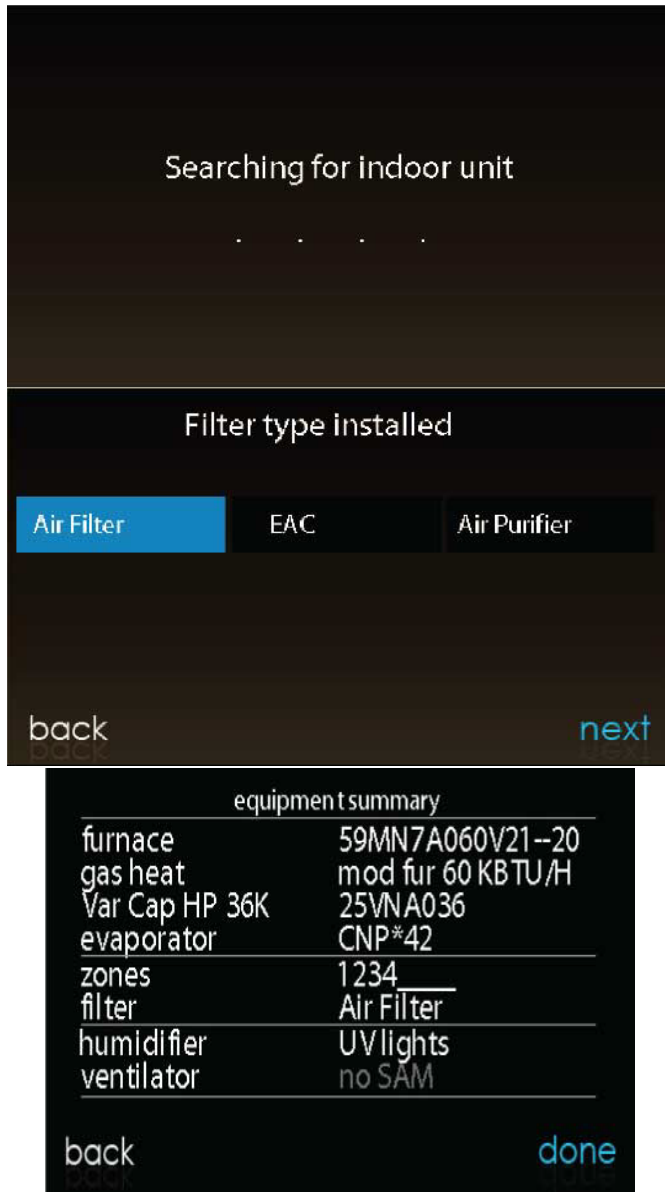 Searching for indoor unit
. . . .
Filter type installed
Air Filter EAC Air Purifier
back next
equipment summary
furnace 59MN7A060V21--20
gas heat mod fur 60 KBTU/H
Var Cap HP 36K 25VNA036
evaporator CNP*42
zones 1234____
filter Air Filter
humidifier UV lights
ventilator no SAM
back done